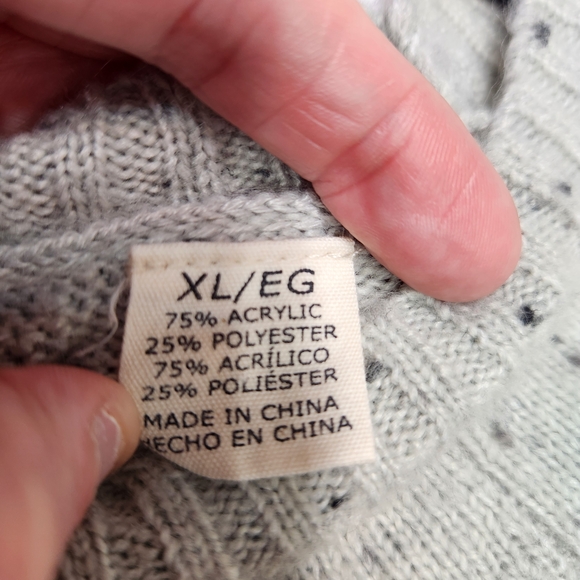 XL/EG
75% ACRYLIC
25% POLYESTER
75% ACRÍLICO
25% POLIÉSTER
MADE IN CHINA
HECHO EN CHINA